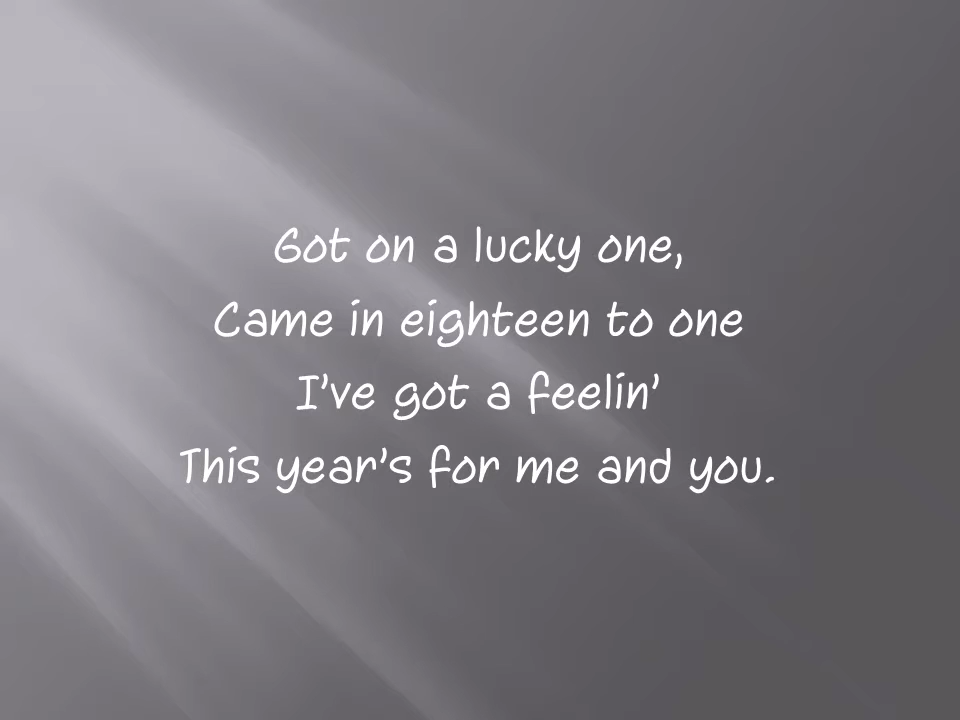 Got on a lucky one,
Came in eighteen to one
I’ve got a feelin’
This year’s for me and you.